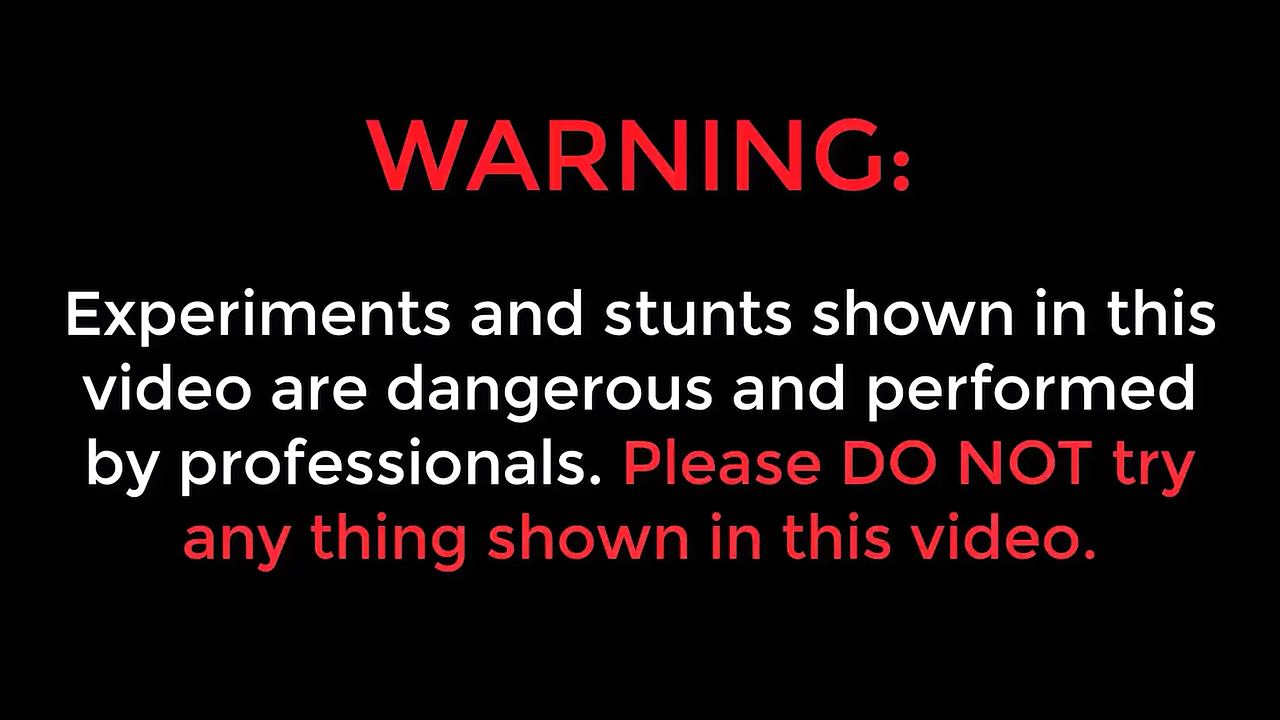 WARNING:
Experiments and stunts shown in this
video are dangerous and performed
by professionals. Please DO NOT try
any thing shown in this video.